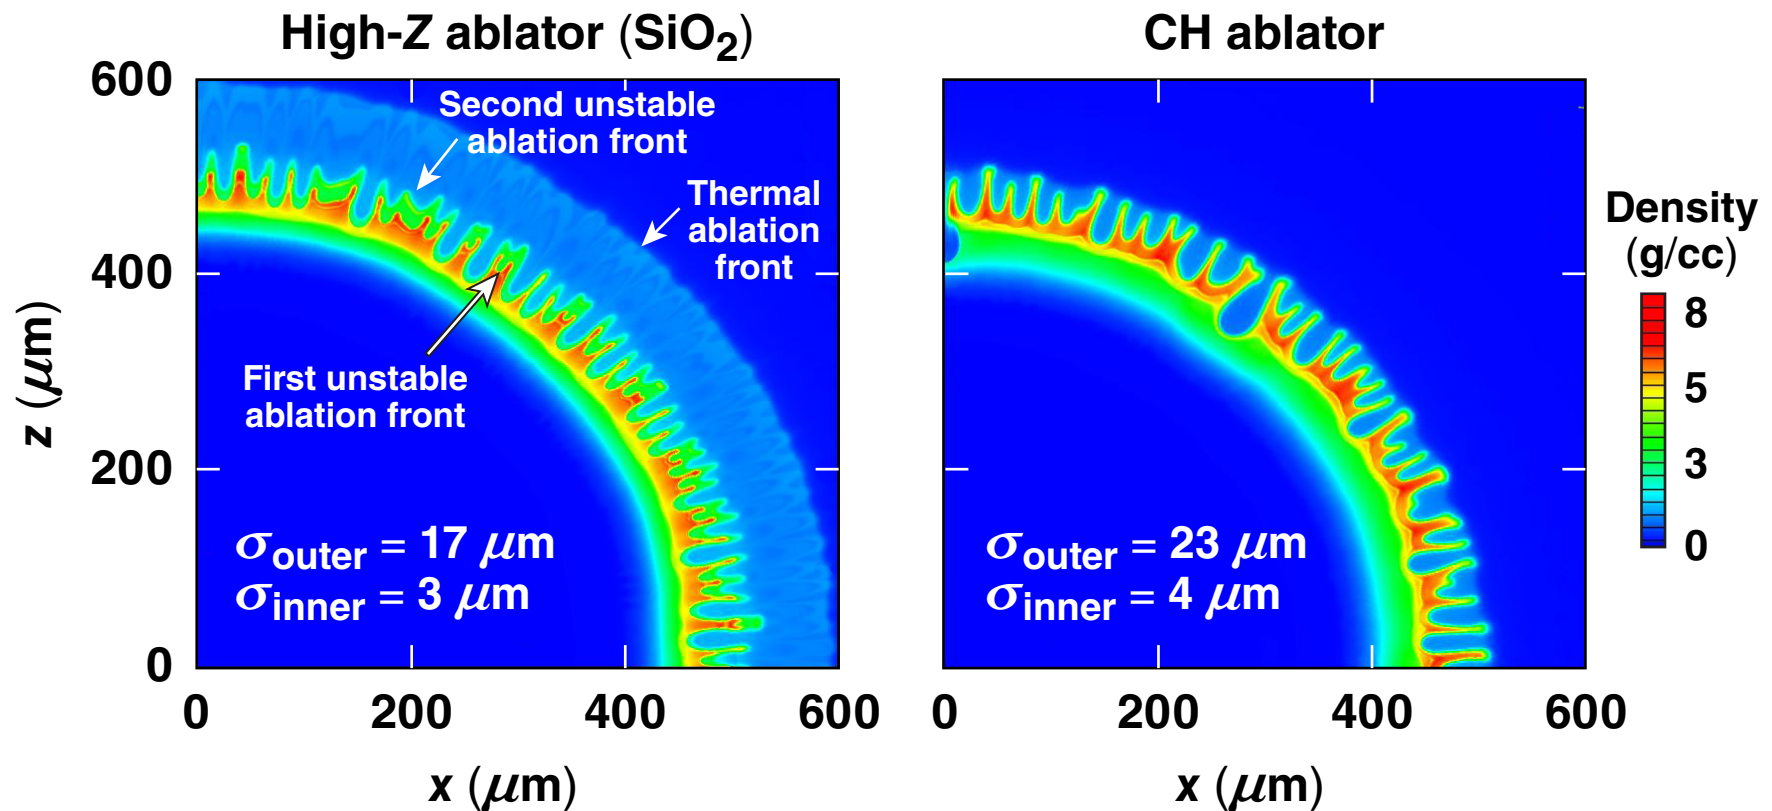 High-Z ablator (SiO₂)
CH ablator
600
400
200
0
z (μm)
Second unstable
ablation front
Thermal
ablation
front
First unstable
ablation front
σouter = 17 μm
σinner = 3 μm
0
200
400
600
x (μm)
σouter = 23 μm
σinner = 4 μm
0
200
400
600
x (μm)
Density
(g/cc)
8
5
3
0